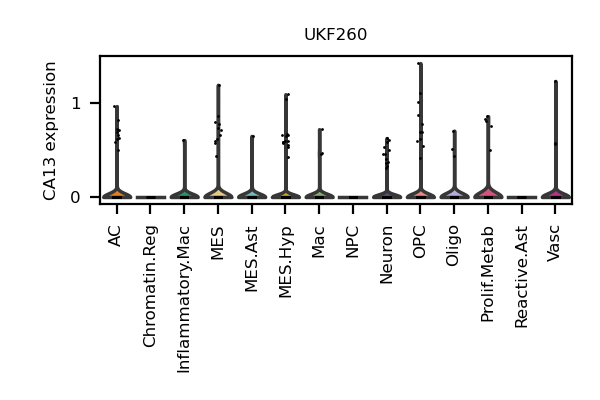 UKF260
CA13 expression
1
0
AC
Chromatin.Reg
Inflammatory.Mac
MES
MES.Ast
MES.Hyp
Mac
NPC
Neuron
OPC
Oligo
Prolif.Metab
Reactive.Ast
Vasc